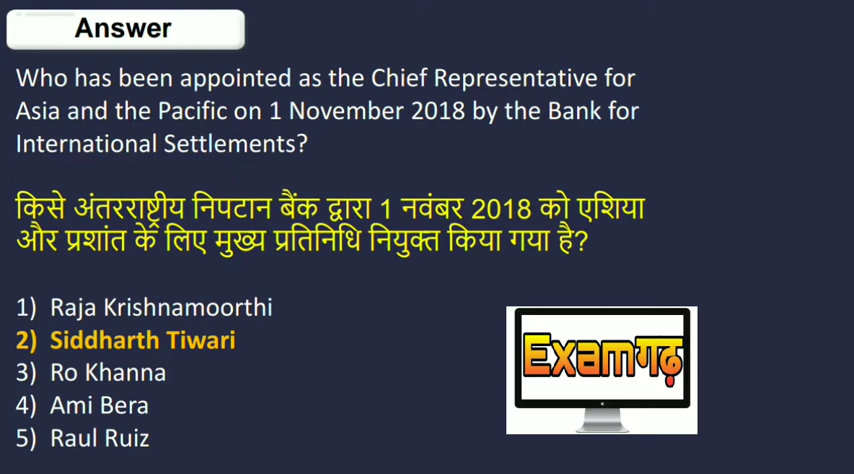 Answer
Who has been appointed as the Chief Representative for
Asia and the Pacific on 1 November 2018 by the Bank for
International Settlements?
किसे अंतरराष्ट्रीय निपटान बैंक द्वारा 1 नवंबर 2018 को एशिया
और प्रशांत के लिए मुख्य प्रतिनिधि नियुक्त किया गया है?
1) Raja Krishnamoorthi
2) Siddharth Tiwari
3) Ro Khanna
4) Ami Bera
5) Raul Ruiz
Examगढ़